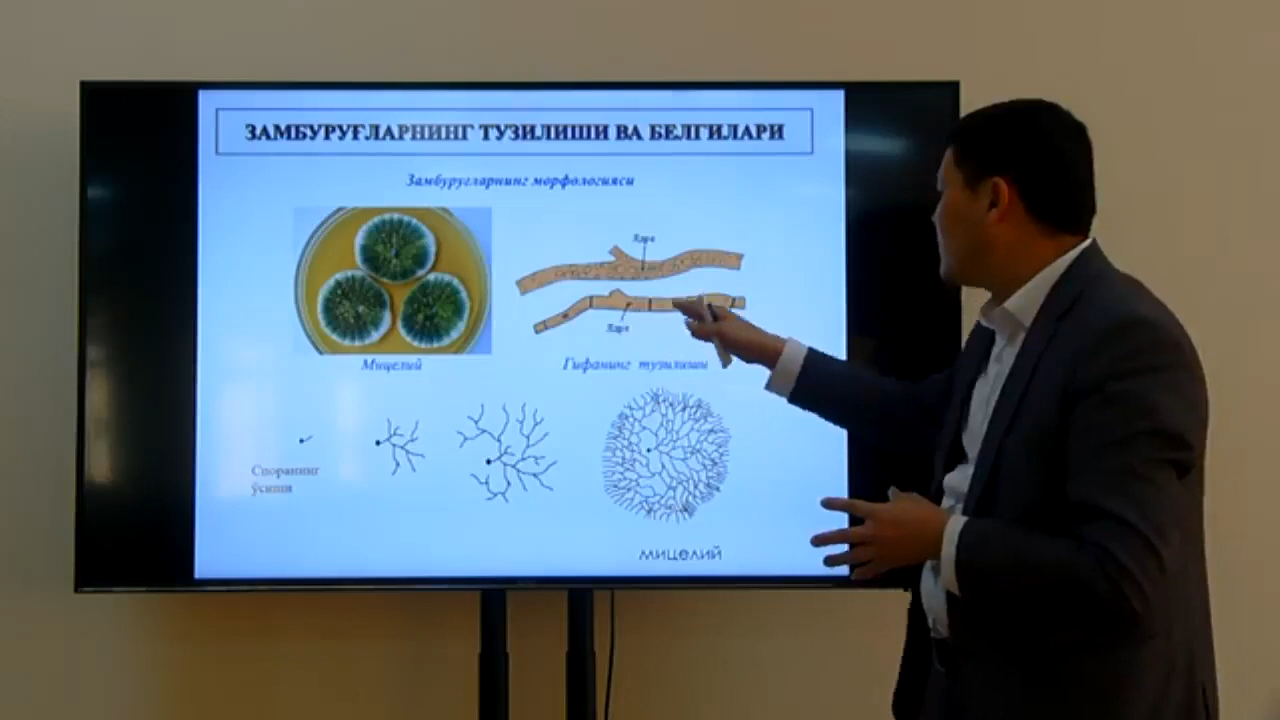 ЗАМБУРУҒЛАРНИНГ ТУЗИЛИШИ ВА БЕЛГИЛАРИ
Замбуруғларнинг морфологияси
Ядро
Ядро
Мицелий
Гифанинг тузилиши
Споранинг
ўсиши
мицелий